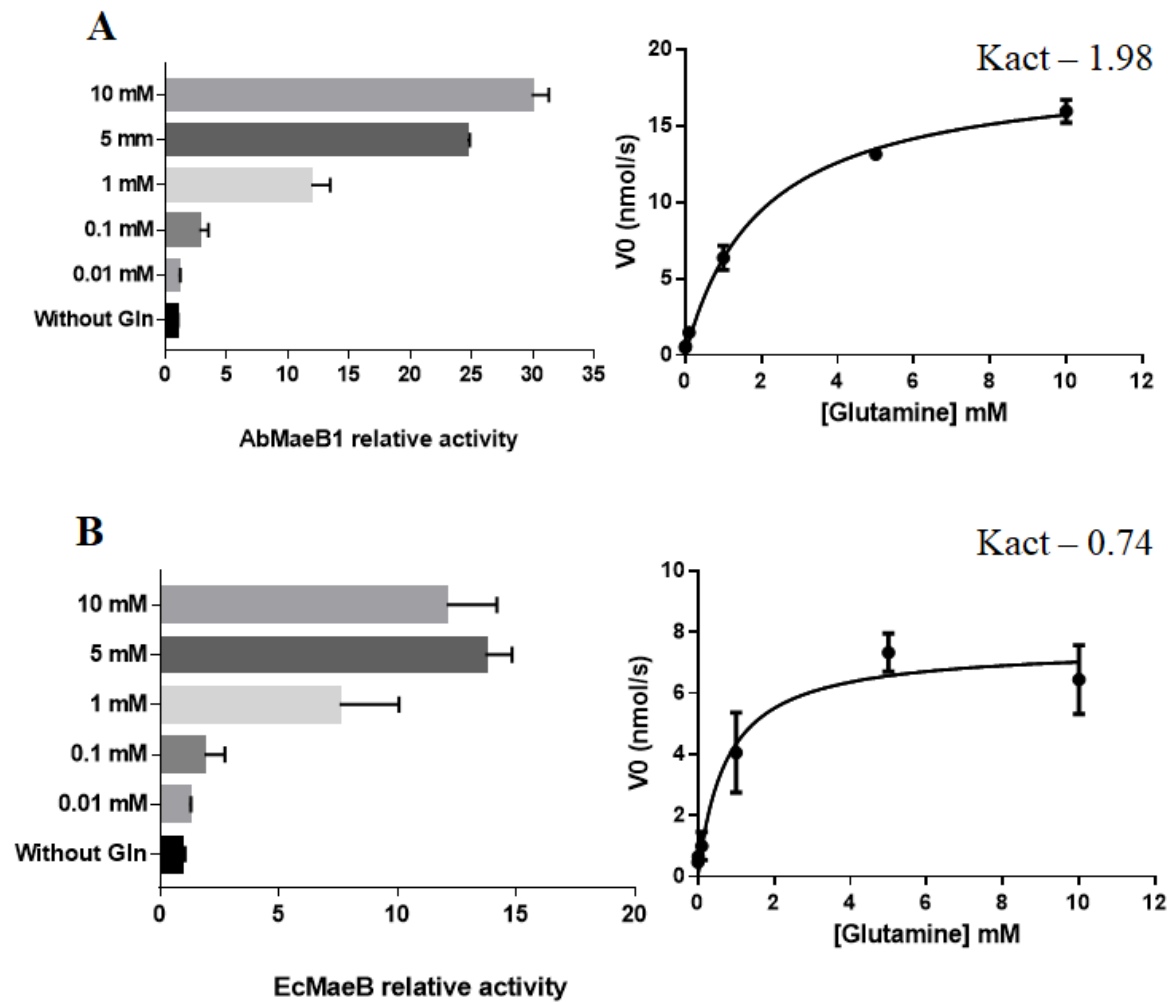 A
10 mM
5 mm
1 mM
0.1 mM
0.01 mM
Without Gln
0 5 10 15 20 25 30 35
AbMaeB1 relative activity
Kact – 1.98
20
15
10
5
0
V0 (nmol/s)
0 2 4 6 8 10 12
[Glutamine] mM
B
10 mM
5 mM
1 mM
0.1 mM
0.01 mM
Without Gln
0 5 10 15 20
EcMaeB relative activity
Kact – 0.74
10
8
6
4
2
0
V0 (nmol/s)
0 2 4 6 8 10 12
[Glutamine] mM